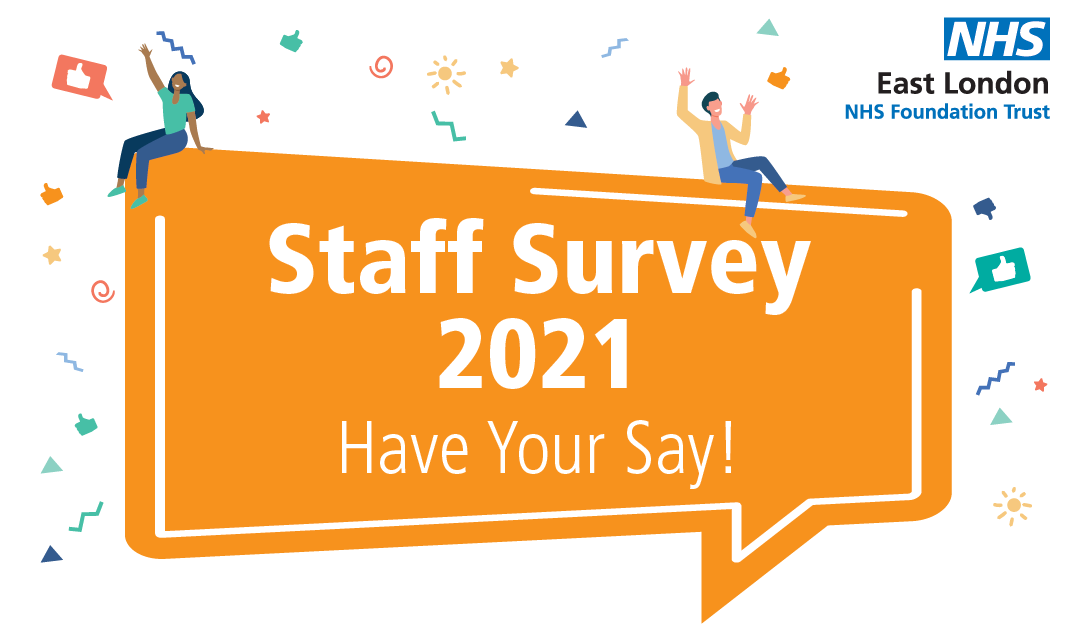 NHS
East London
NHS Foundation Trust
Staff Survey
2021
Have Your Say!